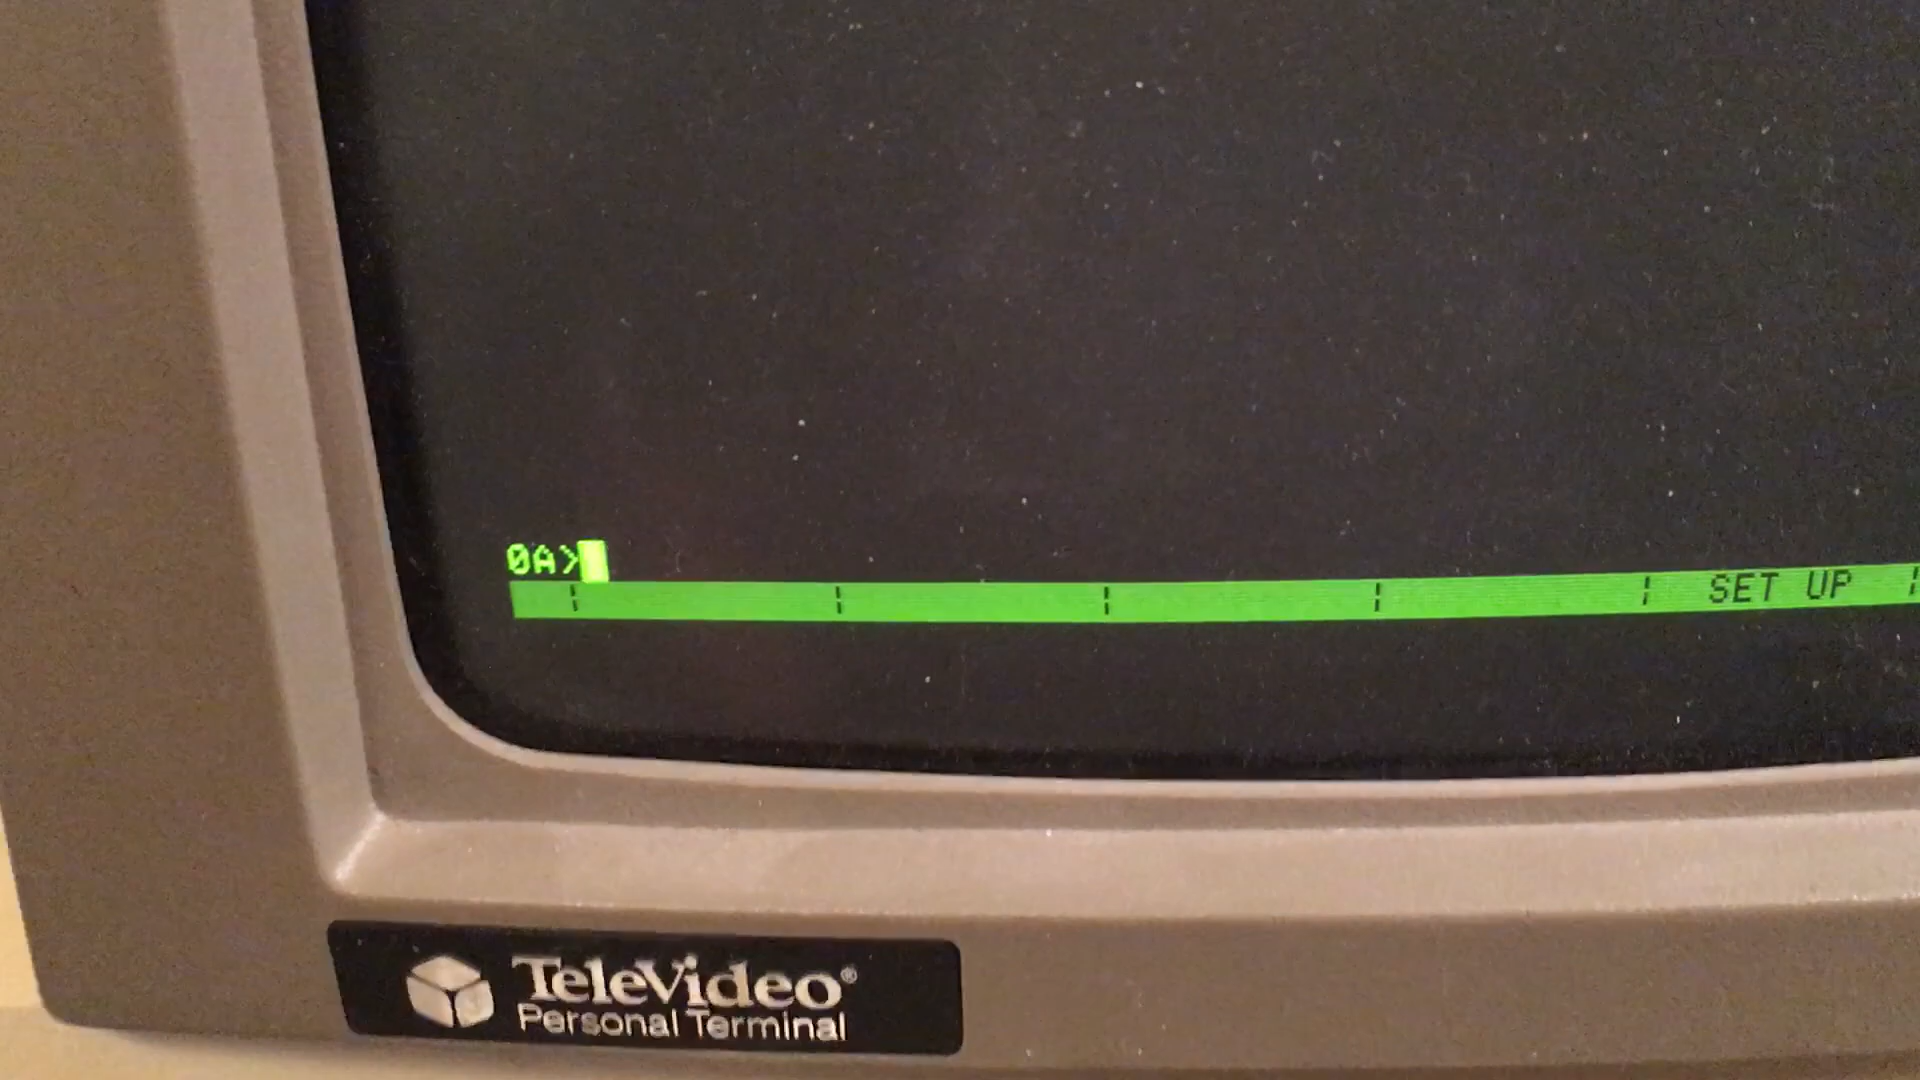 0A>
¦ ¦ ¦ ¦ ¦ SET UP ¦
TeleVideo®
Personal Terminal